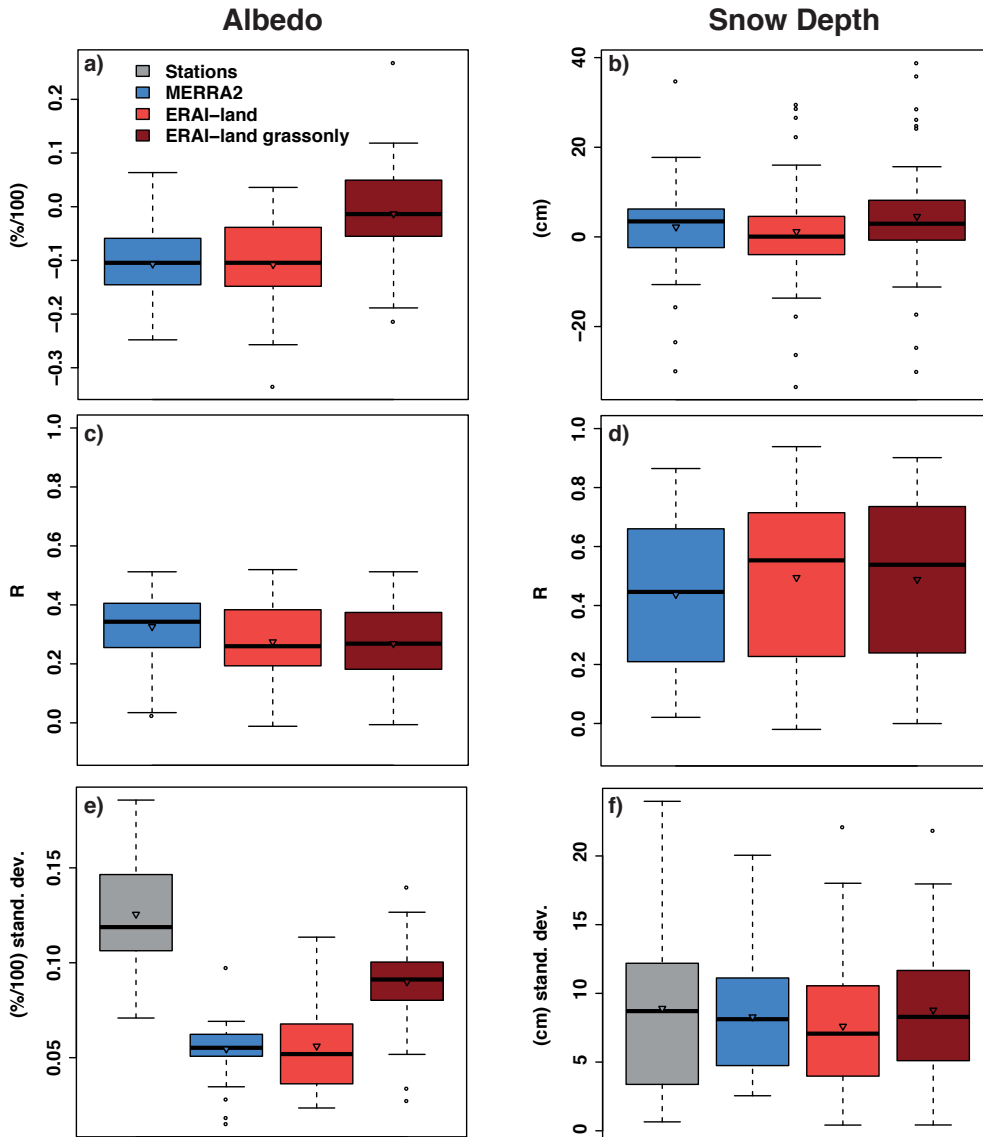 Albedo
Snow Depth
a)
Stations
MERRA2
ERAI−land
ERAI−land grassonly
(%/100)
0.2
0.1
0.0
−0.1
−0.2
−0.3
b)
(cm)
40
20
0
−20
c)
R
1.0
0.8
0.6
0.4
0.2
0.0
d)
R
1.0
0.8
0.6
0.4
0.2
0.0
e)
(%/100) stand. dev.
0.15
0.10
0.05
f)
(cm) stand. dev.
20
15
10
5
0